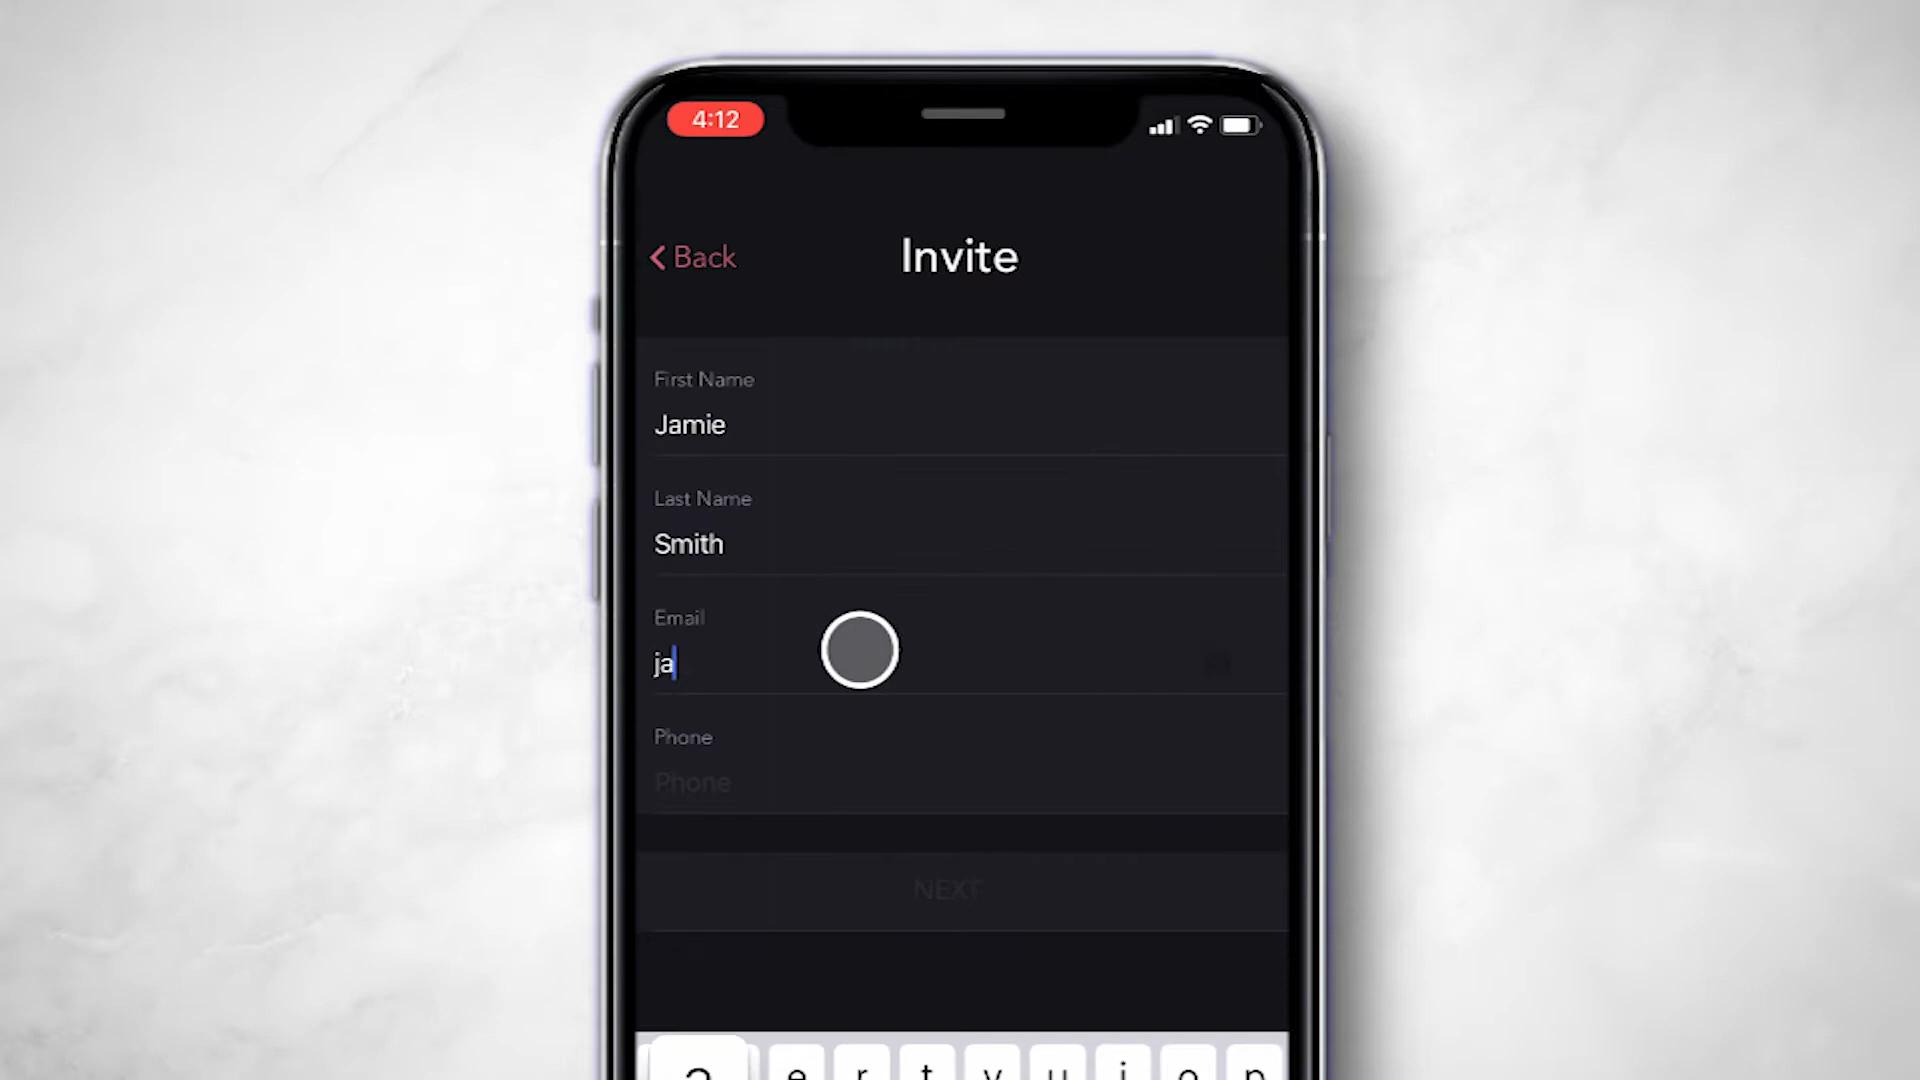 4:12
Back
Invite
First Name
Jamie
Last Name
Smith
Email
ja
Phone
Phone
NEXT
a e r t y u i o p